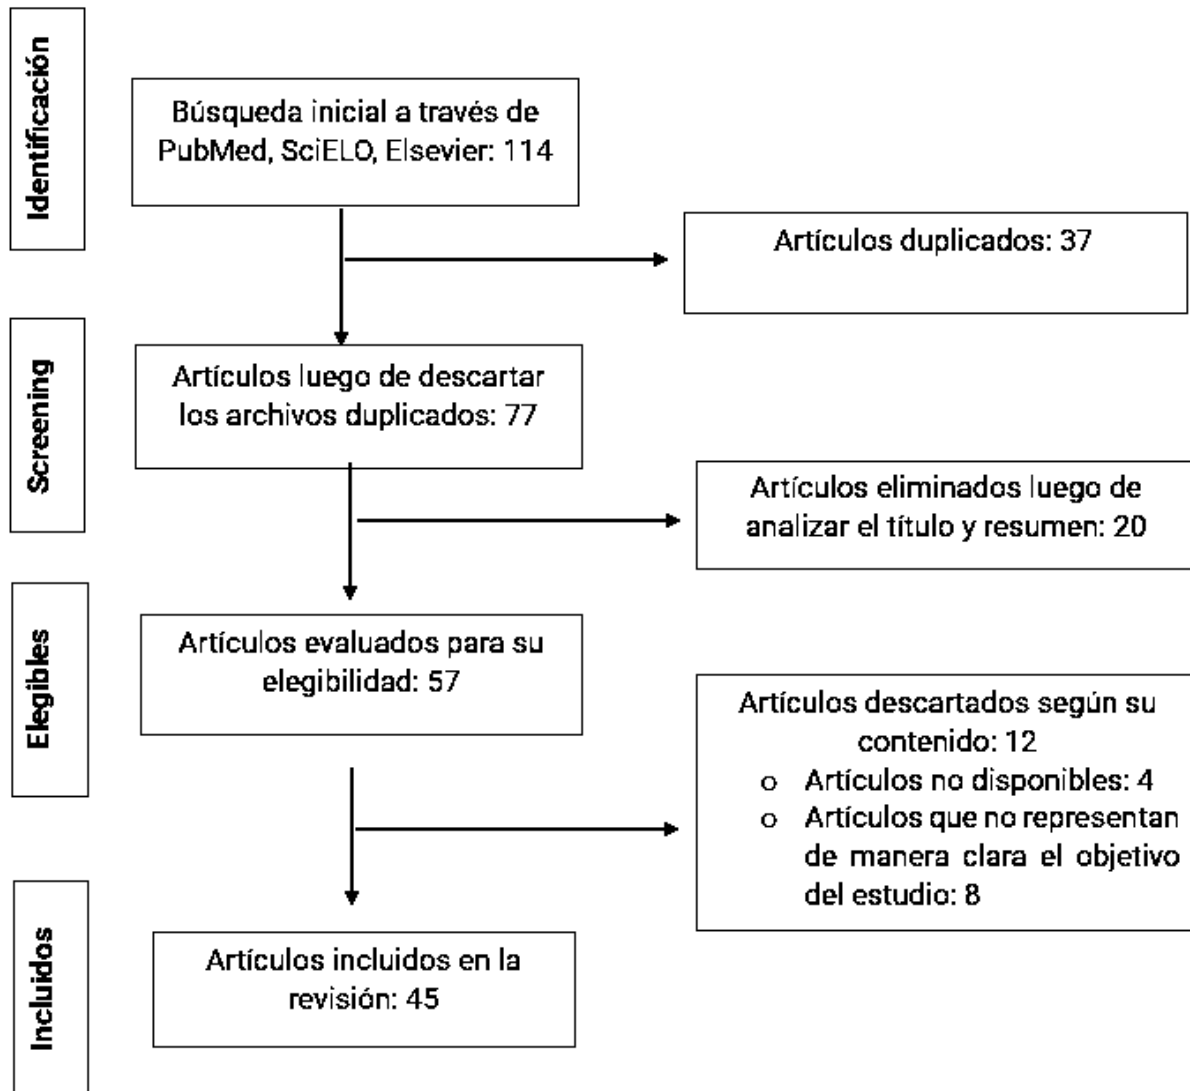 Identificación
Búsqueda inicial a través de
PubMed, SciELO, Elsevier: 114
Artículos duplicados: 37
Screening
Artículos luego de descartar
los archivos duplicados: 77
Artículos eliminados luego de
analizar el título y resumen: 20
Elegibles
Artículos evaluados para su
elegibilidad: 57
Artículos descartados según su
contenido: 12
o Artículos no disponibles: 4
o Artículos que no representan
de manera clara el objetivo
del estudio: 8
Incluidos
Artículos incluidos en la
revisión: 45